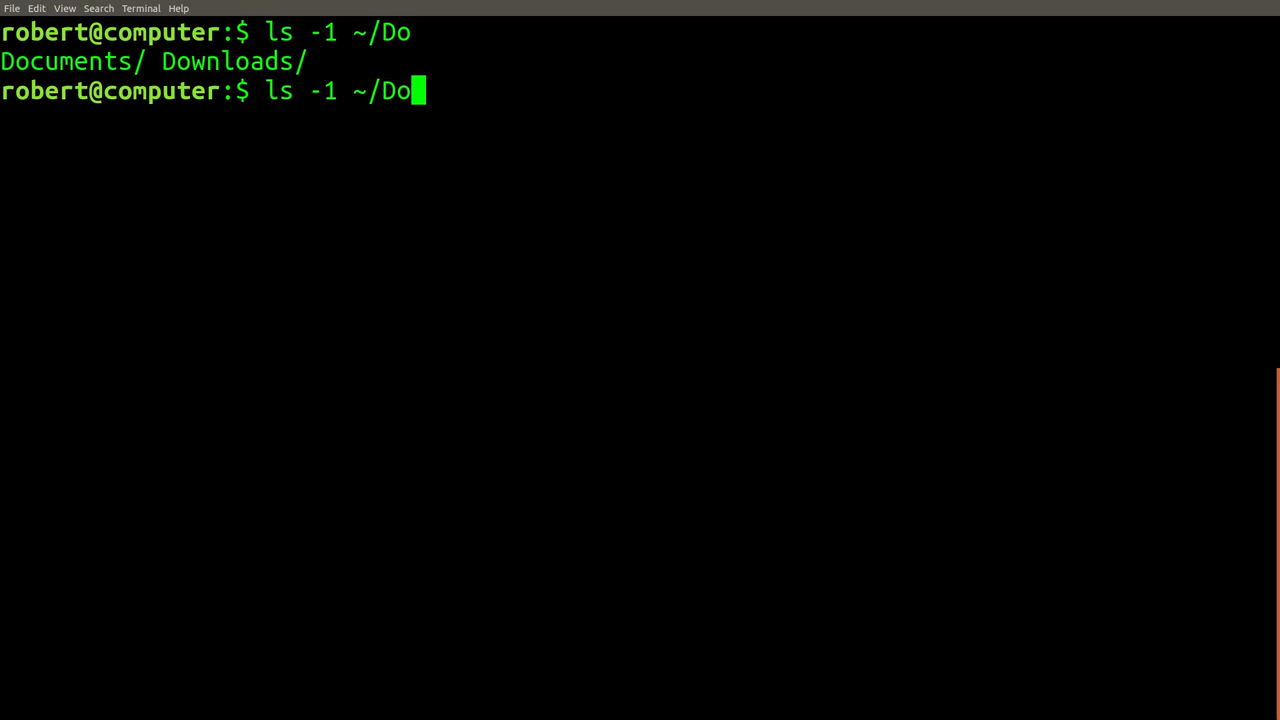 File Edit View Search Terminal Help
robert@computer:$ ls -1 ~/Do
Documents/ Downloads/
robert@computer:$ ls -1 ~/Do